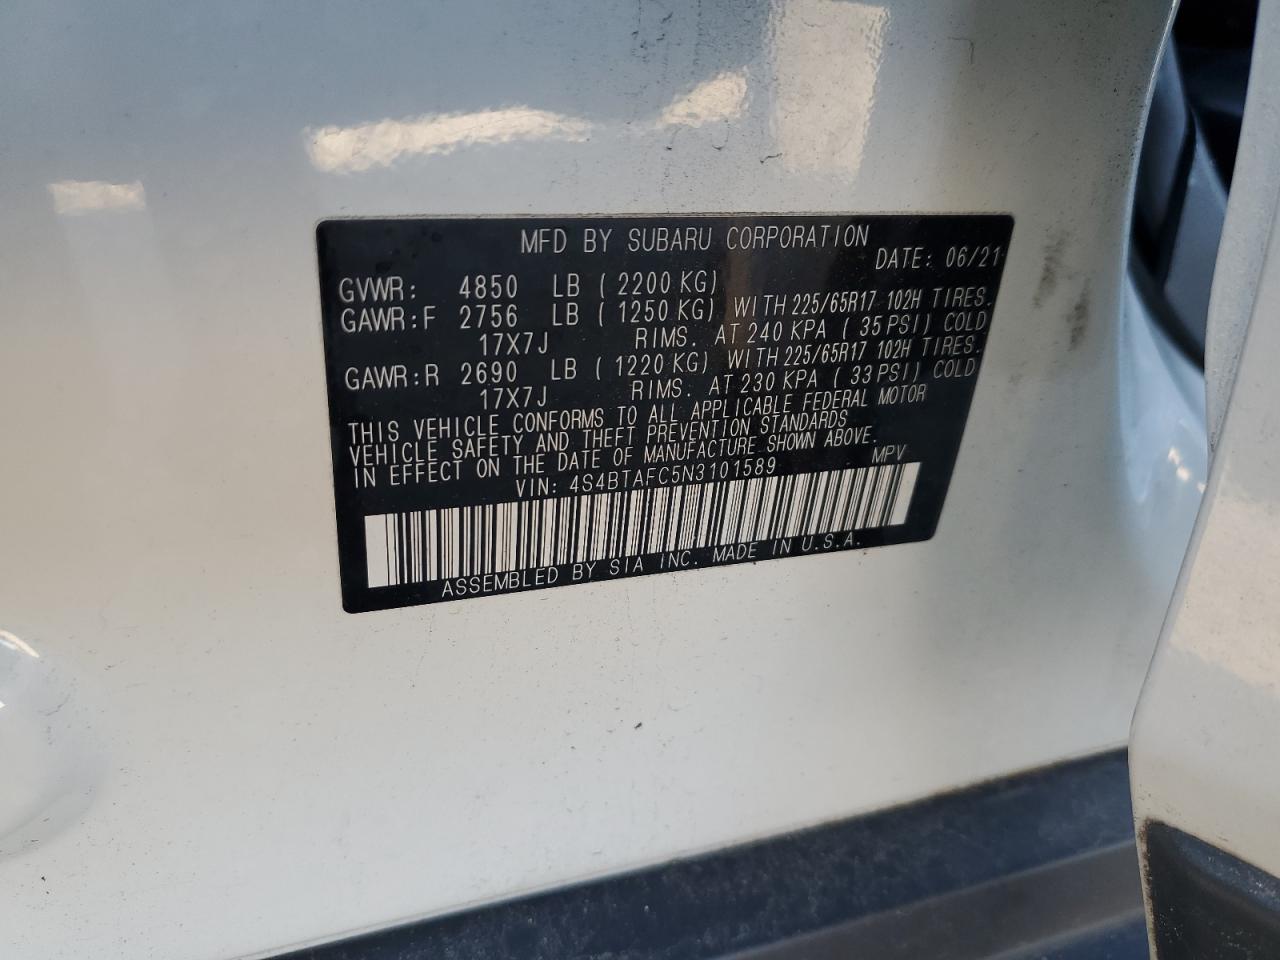 MFD BY SUBARU CORPORATION
DATE: 06/21
GVWR: 4850 LB ( 2200 KG)
GAWR:F 2756 LB ( 1250 KG) WITH 225/65R17 102H TIRES.
17X7J RIMS. AT 240 KPA ( 35 PSI) COLD
GAWR:R 2690 LB ( 1220 KG) WITH 225/65R17 102H TIRES.
17X7J RIMS. AT 230 KPA ( 33 PSI) COLD
THIS VEHICLE CONFORMS TO ALL APPLICABLE FEDERAL MOTOR
VEHICLE SAFETY AND THEFT PREVENTION STANDARDS
IN EFFECT ON THE DATE OF MANUFACTURE SHOWN ABOVE.
VIN: 4S4BTAFC5N3101589 MPV
ASSEMBLED BY SIA INC. MADE IN U.S.A.